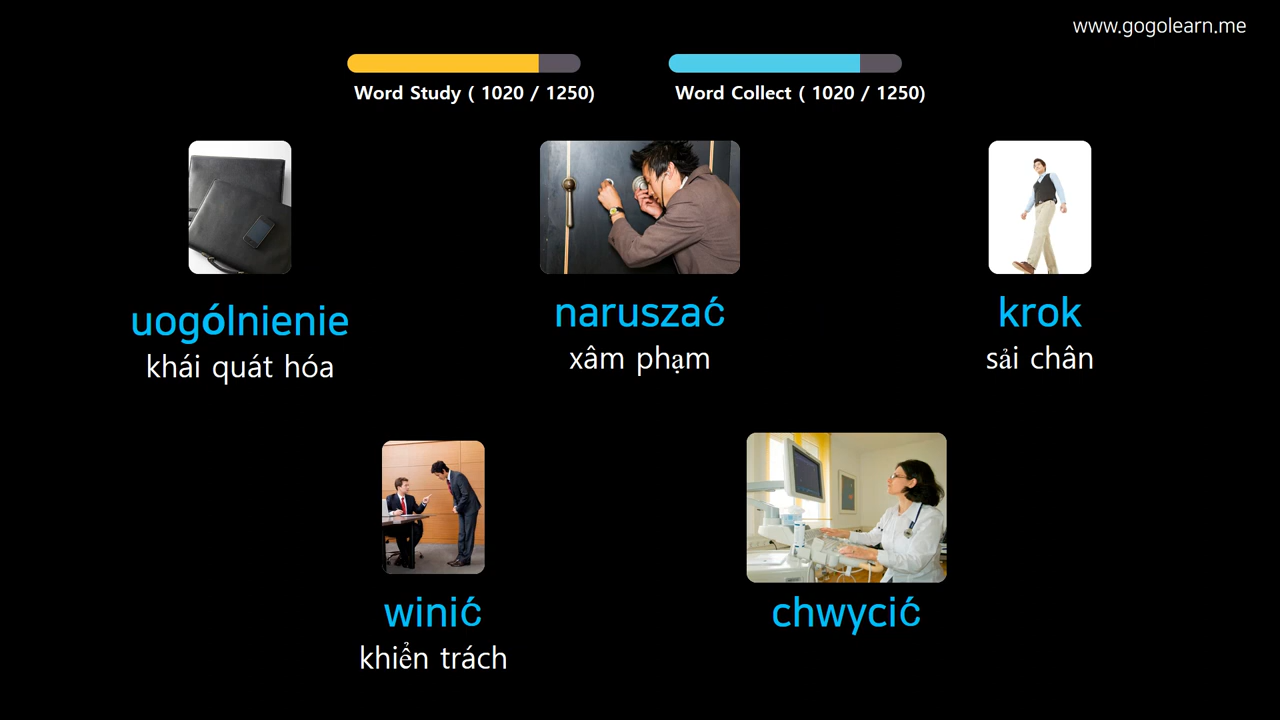 www.gogolearn.me
Word Study ( 1020 / 1250)
Word Collect ( 1020 / 1250)
uogólnienie
khái quát hóa
naruszać
xâm phạm
krok
sải chân
winić
khiển trách
chwycić